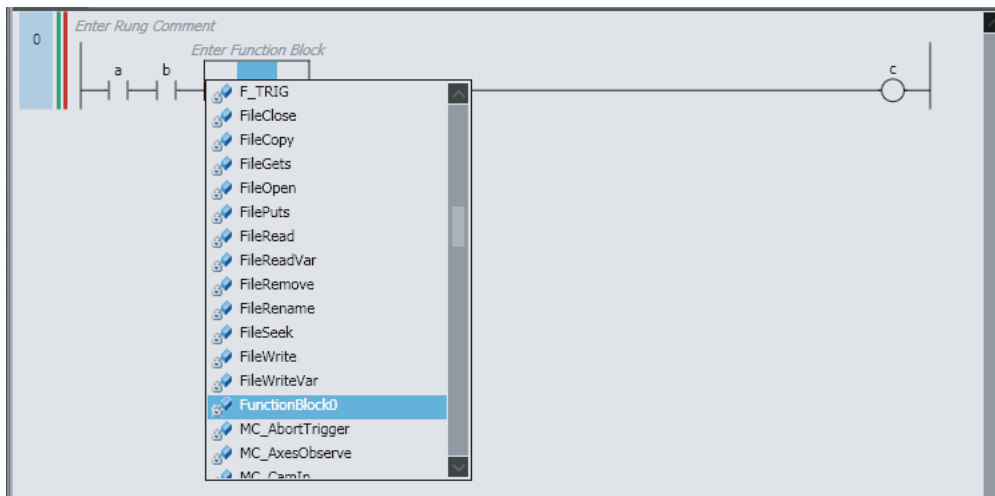 Enter Rung Comment
0
Enter Function Block
a b c
F_TRIG
FileClose
FileCopy
FileGets
FileOpen
FilePuts
FileRead
FileReadVar
FileRemove
FileRename
FileSeek
FileWrite
FileWriteVar
FunctionBlock0
MC_AbortTrigger
MC_AxesObserve
MC_CamIn